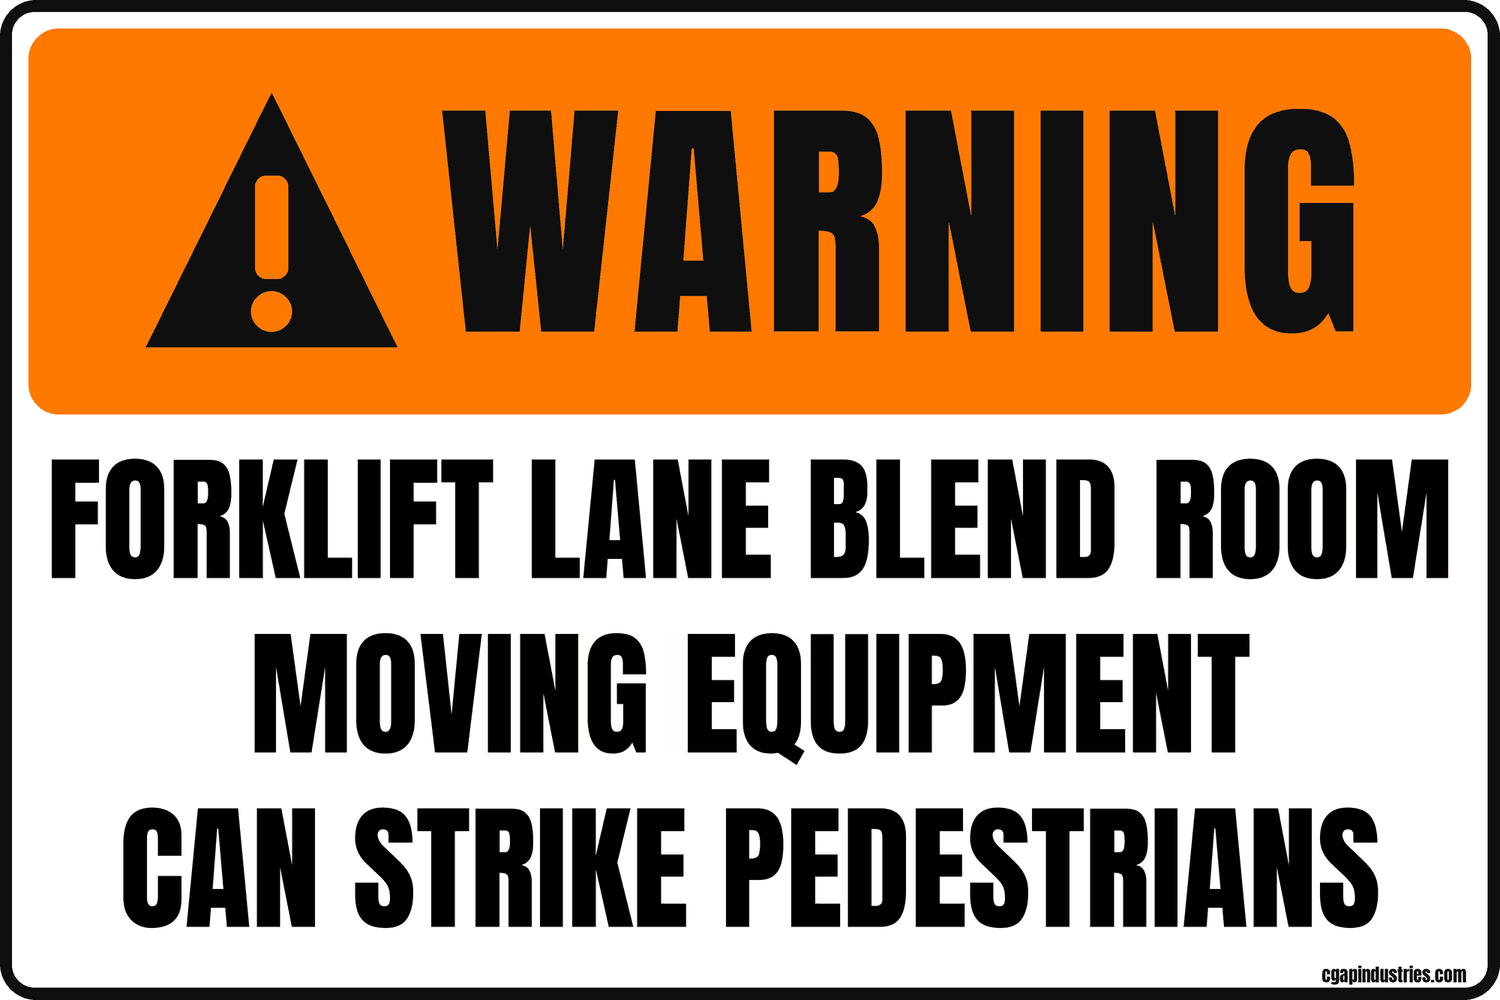 WARNING
FORKLIFT LANE BLEND ROOM
MOVING EQUIPMENT
CAN STRIKE PEDESTRIANS
cgapindustries.com